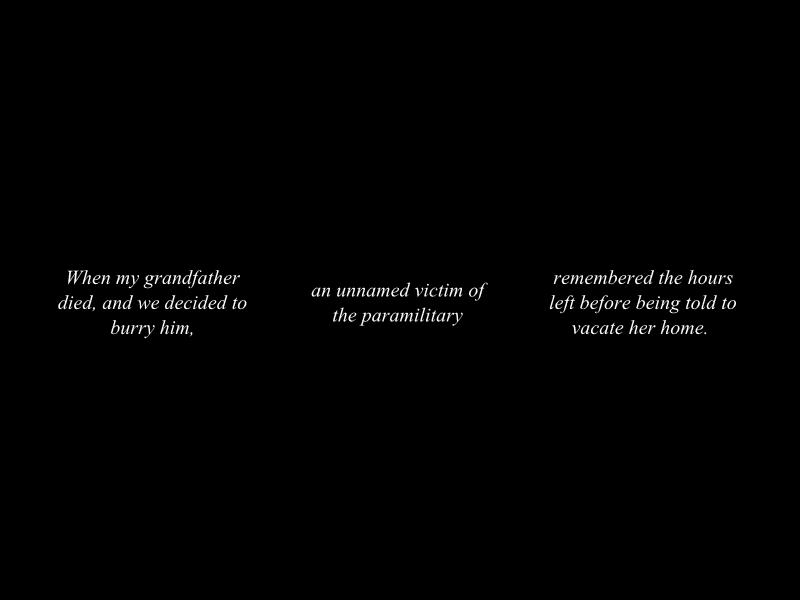 When my grandfather
died, and we decided to
burry him,
an unnamed victim of
the paramilitary
remembered the hours
left before being told to
vacate her home.